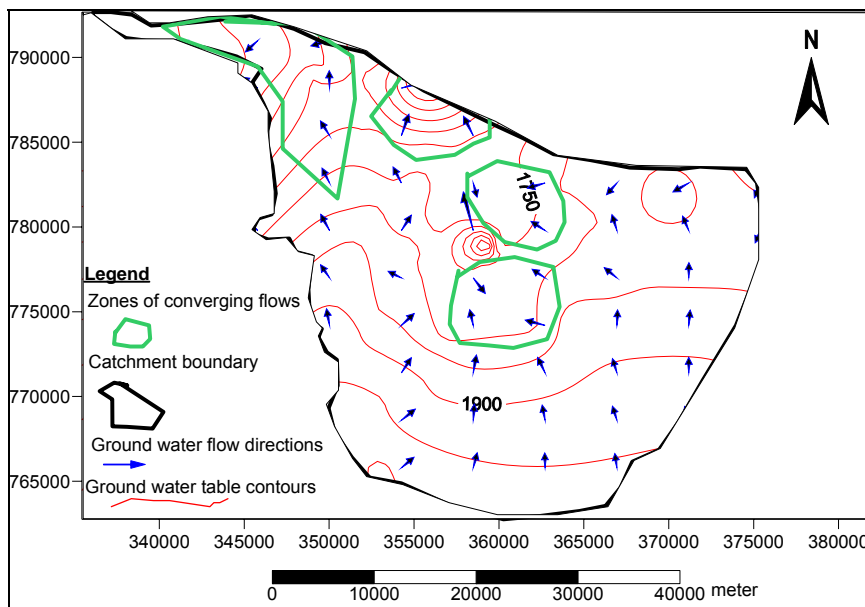 790000
785000
780000
775000
770000
765000
N
1750
1900
Legend
Zones of converging flows
Catchment boundary
Ground water flow directions
Ground water table contours
340000 345000 350000 355000 360000 365000 370000 375000 380000
0 10000 20000 30000 40000 meter